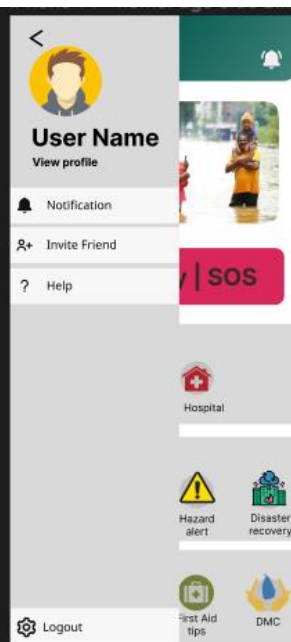 User Name
View profile
Notification
Invite Friend
? Help
| SOS
Hospital
Hazard
alert
Disaster
recovery
First Aid
tips
DMC
Logout